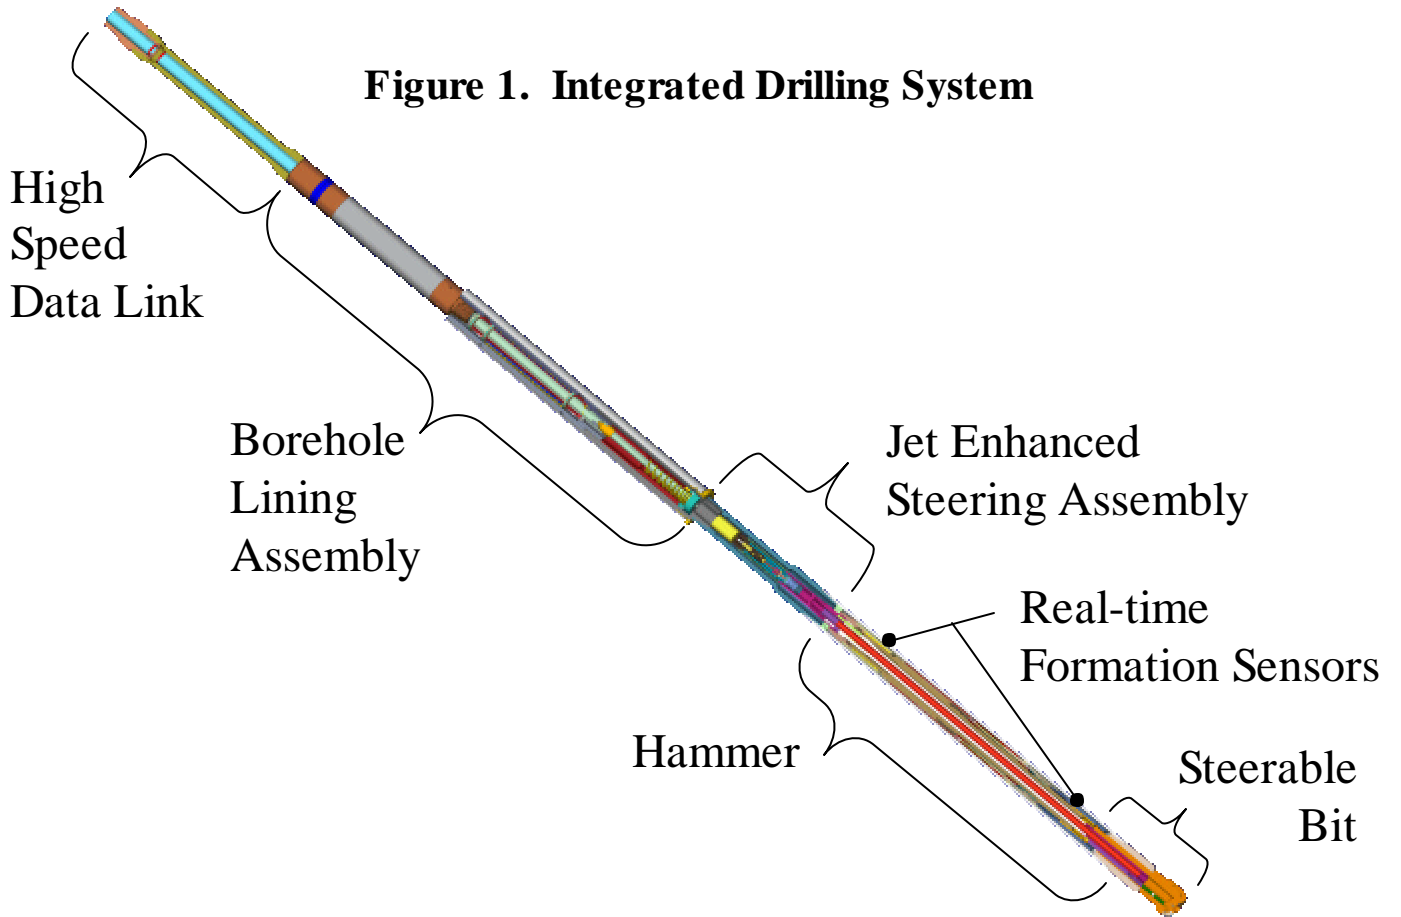 Figure 1. Integrated Drilling System
High
Speed
Data Link
Borehole
Lining
Assembly
Jet Enhanced
Steering Assembly
Real-time
Formation Sensors
Hammer
Steerable
Bit